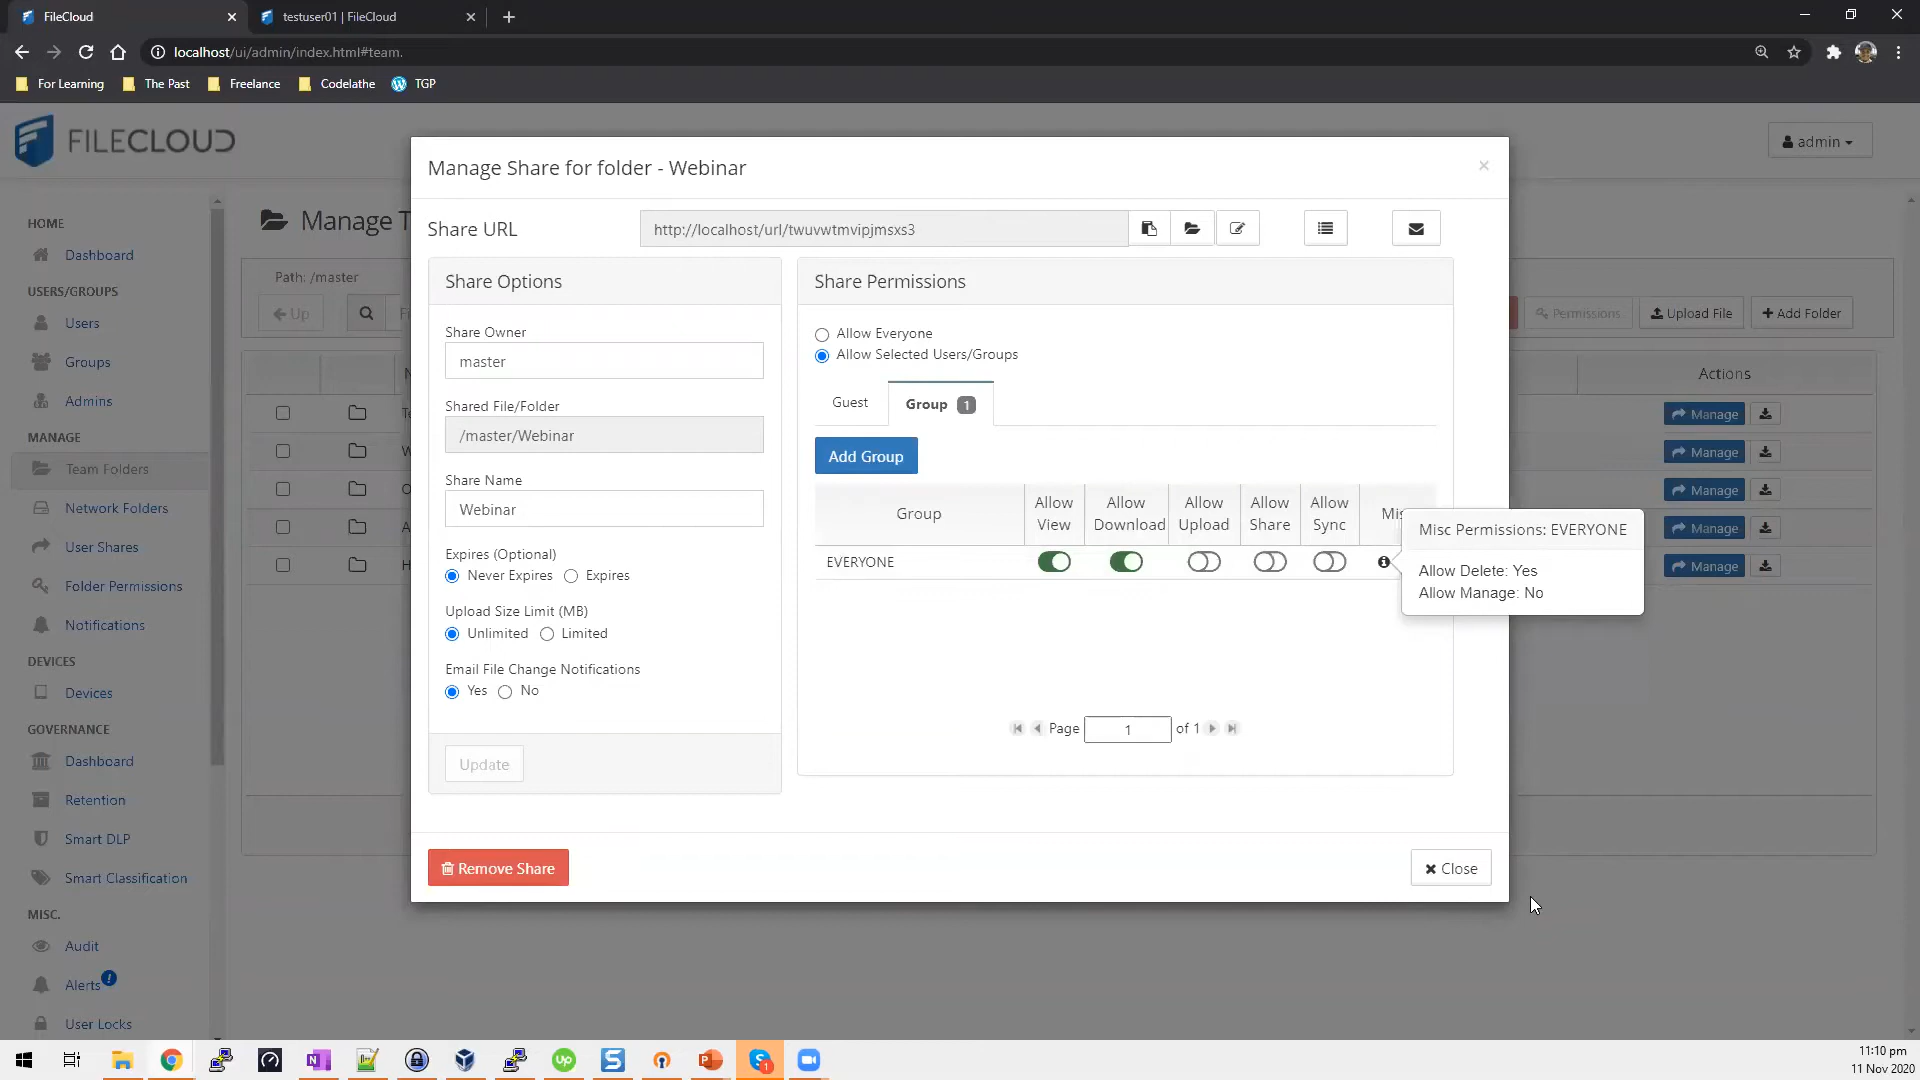 FileCloud
testuser01 | FileCloud
localhost/ui/admin/index.html#team.
For Learning
The Past
Freelance
Codelathe
TGP
FILECLOUD
admin
HOME
Dashboard
USERS/GROUPS
Users
Groups
Admins
MANAGE
Team Folders
Network Folders
User Shares
Folder Permissions
Notifications
DEVICES
Devices
GOVERNANCE
Dashboard
Retention
Smart DLP
Smart Classification
MISC.
Audit
Alerts
User Locks
Manage T
Path: /master
Up
Permissions
Upload File
Add Folder
Actions
Manage
Manage
Manage
Manage
Manage
Manage Share for folder - Webinar
Share URL
http://localhost/url/twuvwtmvipjmsxs3
Share Options
Share Owner
master
Shared File/Folder
/master/Webinar
Share Name
Webinar
Expires (Optional)
Never Expires Expires
Upload Size Limit (MB)
Unlimited Limited
Email File Change Notifications
Yes No
Update
Share Permissions
Allow Everyone
Allow Selected Users/Groups
Guest Group 1
Add Group
Group
Allow View
Allow Download
Allow Upload
Allow Share
Allow Sync
EVERYONE
Misc Permissions: EVERYONE
Allow Delete: Yes
Allow Manage: No
Page 1 of 1
Remove Share
Close
11:10 pm
11 Nov 2020